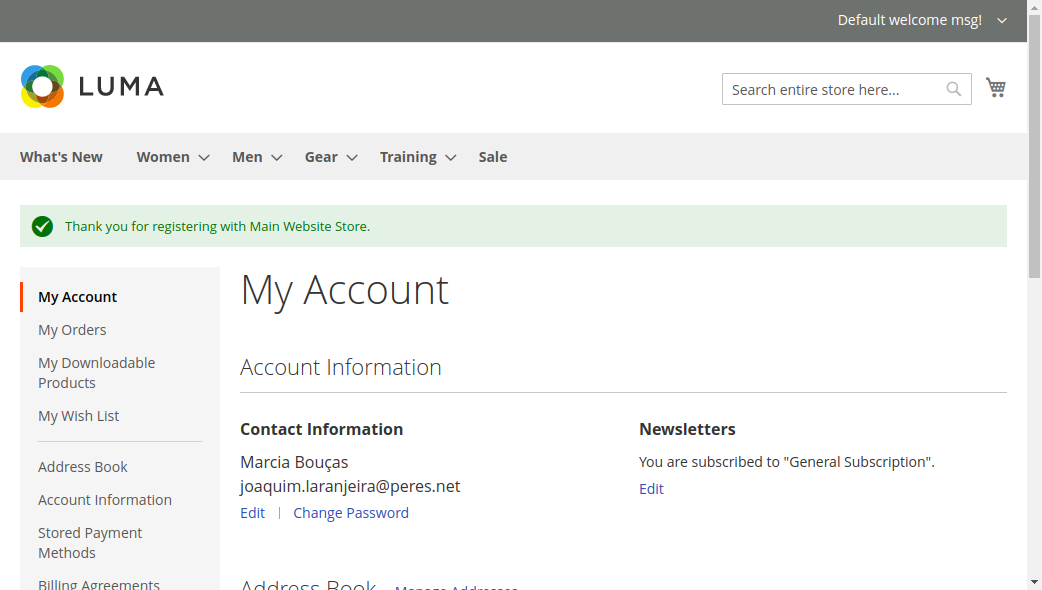 Default welcome msg!
LUMA
Search entire store here...
What's New Women Men Gear Training Sale
Thank you for registering with Main Website Store.
My Account
My Orders
My Downloadable
Products
My Wish List
Address Book
Account Information
Stored Payment
Methods
Billing Agreements
My Account
Account Information
Contact Information
Marcia Bouças
joaquim.laranjeira@peres.net
Edit | Change Password
Newsletters
You are subscribed to "General Subscription".
Edit
Address Book Manage Addresses